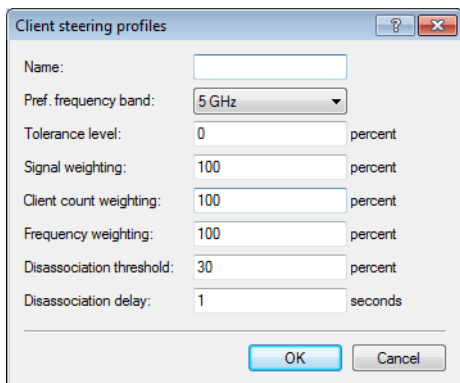 Client steering profiles
Name:
Pref. frequency band: 5 GHz
Tolerance level: 0 percent
Signal weighting: 100 percent
Client count weighting: 100 percent
Frequency weighting: 100 percent
Disassociation threshold: 30 percent
Disassociation delay: 1 seconds
OK Cancel